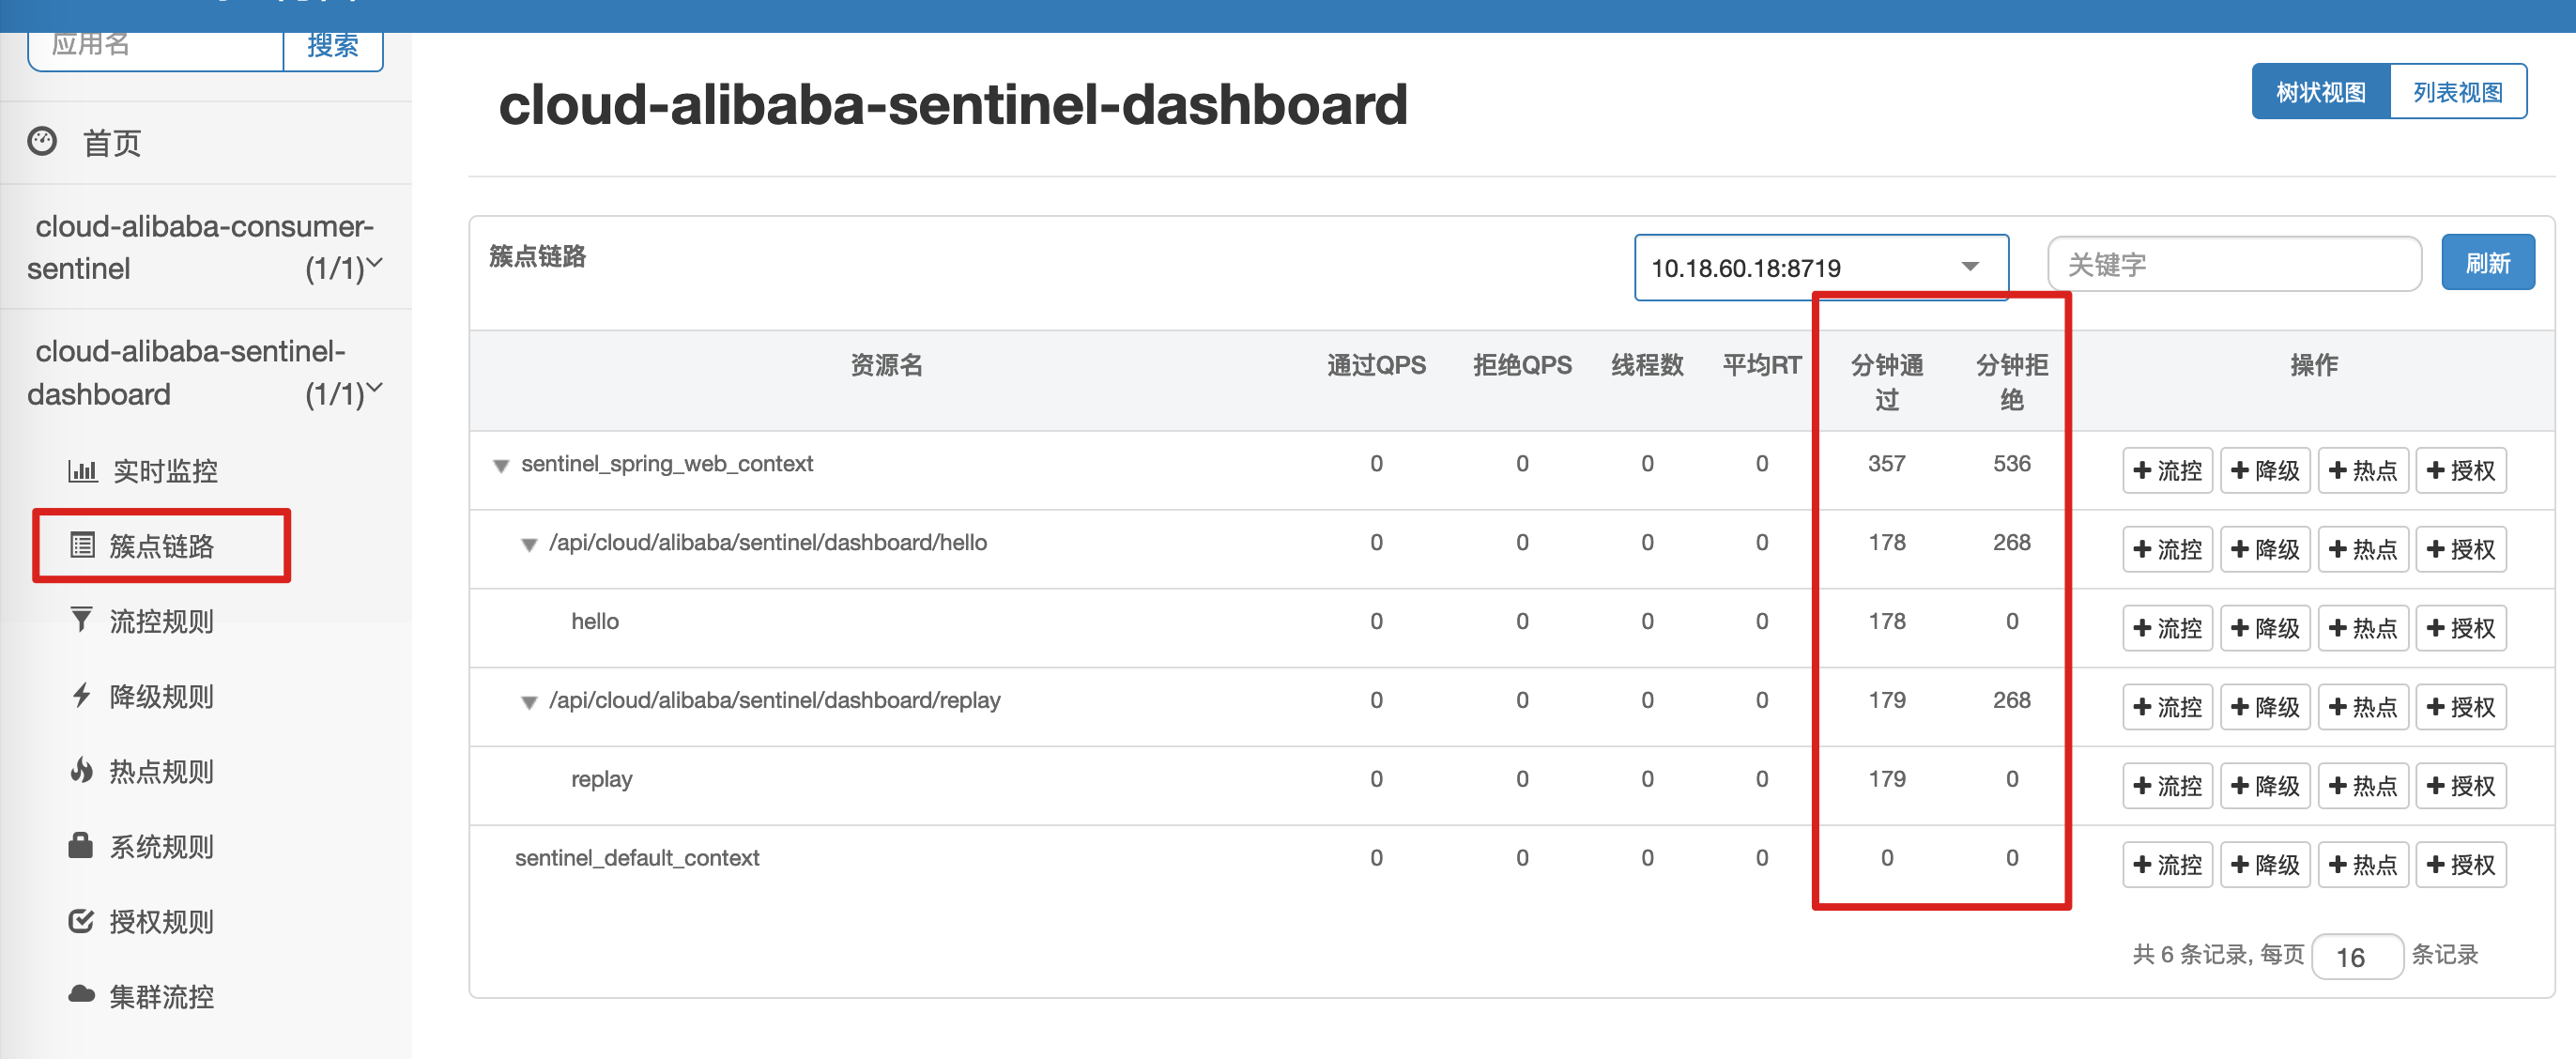 应用名
搜索
首页
cloud-alibaba-consumer-
sentinel (1/1)
cloud-alibaba-sentinel-
dashboard (1/1)
实时监控
簇点链路
流控规则
降级规则
热点规则
系统规则
授权规则
集群流控
cloud-alibaba-sentinel-dashboard
树状视图 列表视图
簇点链路 10.18.60.18:8719 关键字 刷新
资源名 通过QPS 拒绝QPS 线程数 平均RT 分钟通 分钟拒 操作
过 绝
sentinel_spring_web_context 0 0 0 0 357 536 流控 降级 热点 授权
/api/cloud/alibaba/sentinel/dashboard/hello 0 0 0 0 178 268 流控 降级 热点 授权
hello 0 0 0 0 178 0 流控 降级 热点 授权
/api/cloud/alibaba/sentinel/dashboard/replay 0 0 0 0 179 268 流控 降级 热点 授权
replay 0 0 0 0 179 0 流控 降级 热点 授权
sentinel_default_context 0 0 0 0 0 0 流控 降级 热点 授权
共 6 条记录, 每页 16 条记录